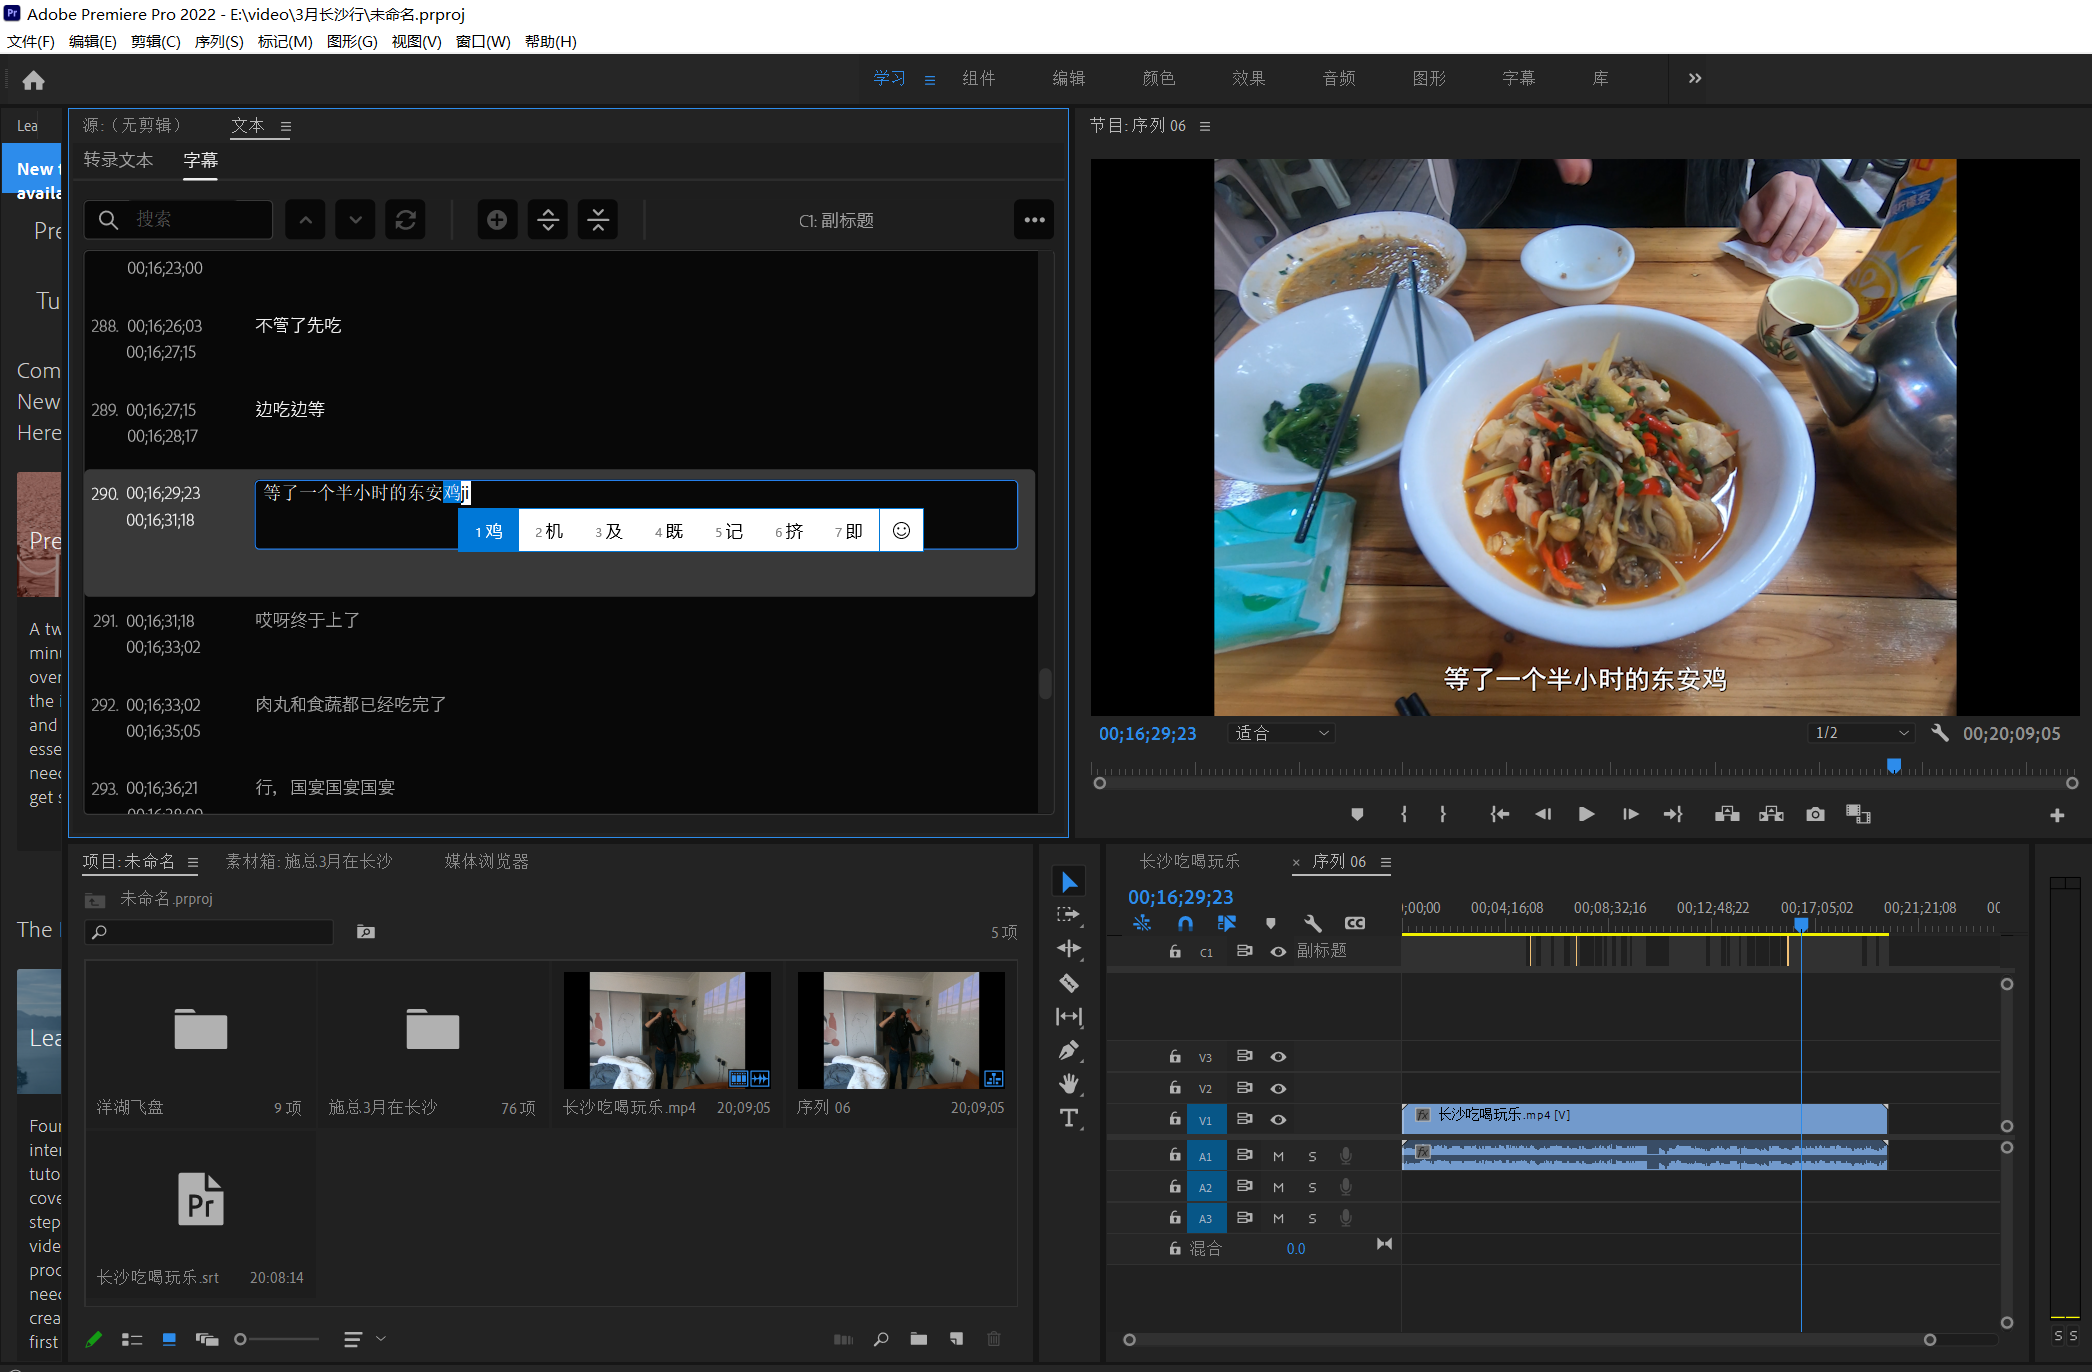 Adobe Premiere Pro 2022 - E:\video\3月长沙行\未命名.prproj
文件(F) 编辑(E) 剪辑(C) 序列(S) 标记(M) 图形(G) 视图(V) 窗口(W) 帮助(H)
学习 组件 编辑 颜色 效果 音频 图形 字幕 库
Lea
New t
availa
Pre
Tu
Com
New
Here
Pre
A tw
minu
over
the i
and
esse
need
get s
The
Lea
Four
inter
tuto
cove
step
vide
proc
need
crea
first
源:（无剪辑） 文本
转录文本 字幕
搜索 C1: 副标题
00;16;23;00
288. 00;16;26;03 不管了先吃
00;16;27;15
289. 00;16;27;15 边吃边等
00;16;28;17
290. 00;16;29;23 等了一个半小时的东安鸡ji
00;16;31;18
1 鸡 2 机 3 及 4 既 5 记 6 挤 7 即
291. 00;16;31;18 哎呀终于上了
00;16;33;02
292. 00;16;33;02 肉丸和食蔬都已经吃完了
00;16;35;05
293. 00;16;36;21 行，国宴国宴国宴
00;16;38;09
节目: 序列 06
等了一个半小时的东安鸡
00;16;29;23 适合 1/2 00;20;09;05
项目: 未命名 素材箱: 施总3月在长沙 媒体浏览器
未命名.prproj
5 项
洋湖飞盘 9 项 施总3月在长沙 76 项 长沙吃喝玩乐.mp4 20;09;05 序列 06 20;09;05
Pr
长沙吃喝玩乐.srt 20:08:14
长沙吃喝玩乐 × 序列 06
00;16;29;23
;00;00 00;04;16;08 00;08;32;16 00;12;48;22 00;17;05;02 00;21;21;08 00
C1 副标题
V3
V2
V1 fx 长沙吃喝玩乐.mp4 [V]
A1 M S fx
A2 M S
A3 M S
混合 0.0
S S